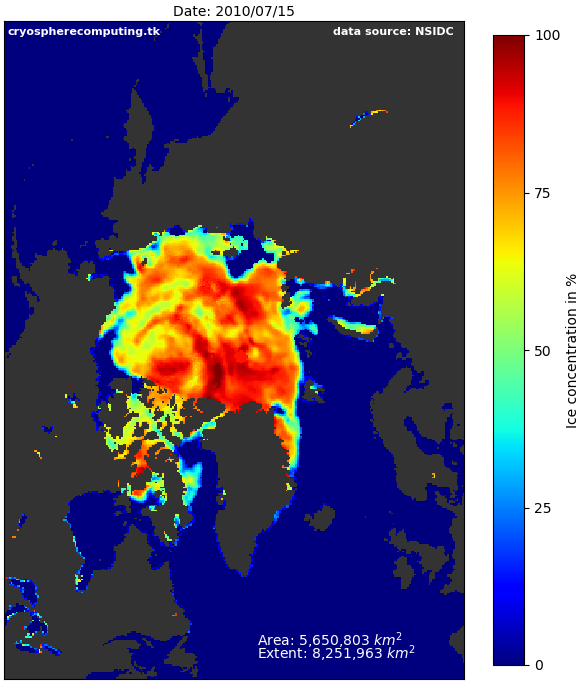 Date: 2010/07/15
cryospherecomputing.tk data source: NSIDC
100
75
50
25
0
Ice concentration in %
Area: 5,650,803 km²
Extent: 8,251,963 km²